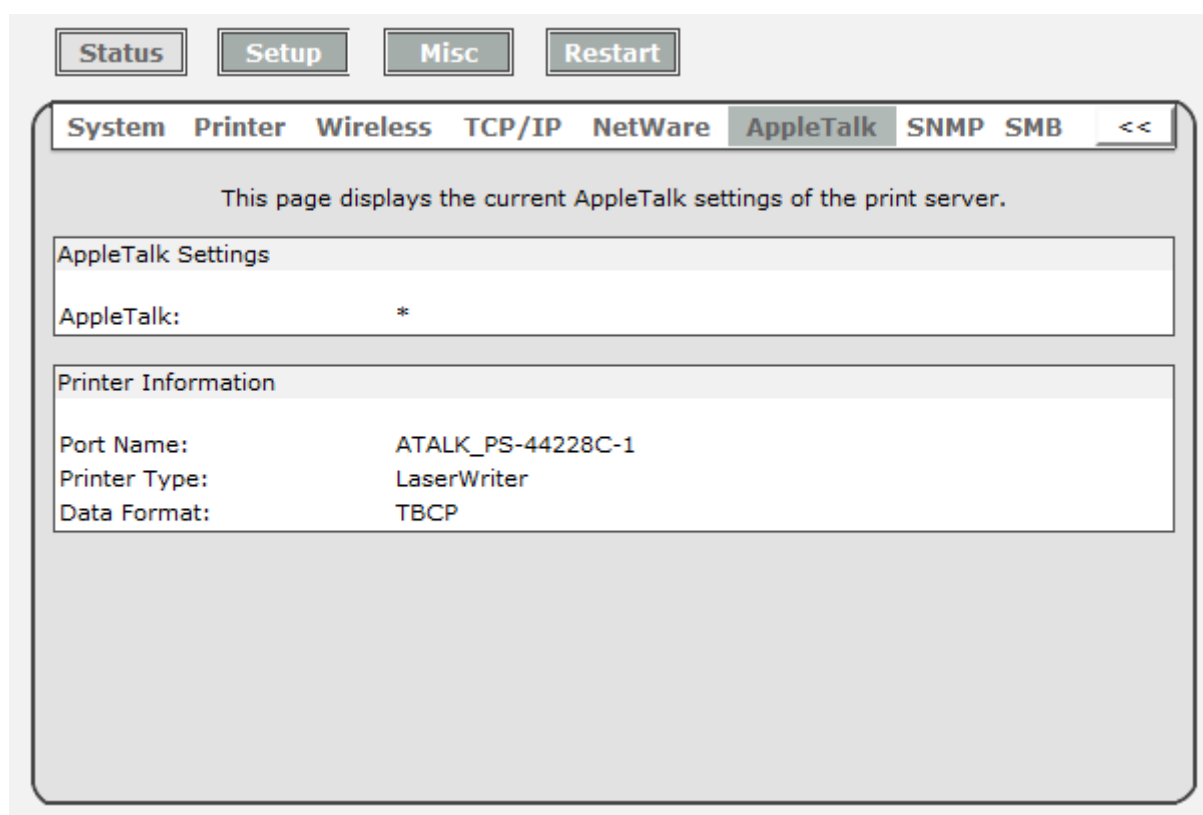 Status Setup Misc Restart
System Printer Wireless TCP/IP NetWare AppleTalk SNMP SMB <<
This page displays the current AppleTalk settings of the print server.
AppleTalk Settings
AppleTalk: *
Printer Information
Port Name: ATALK_PS-44228C-1
Printer Type: LaserWriter
Data Format: TBCP